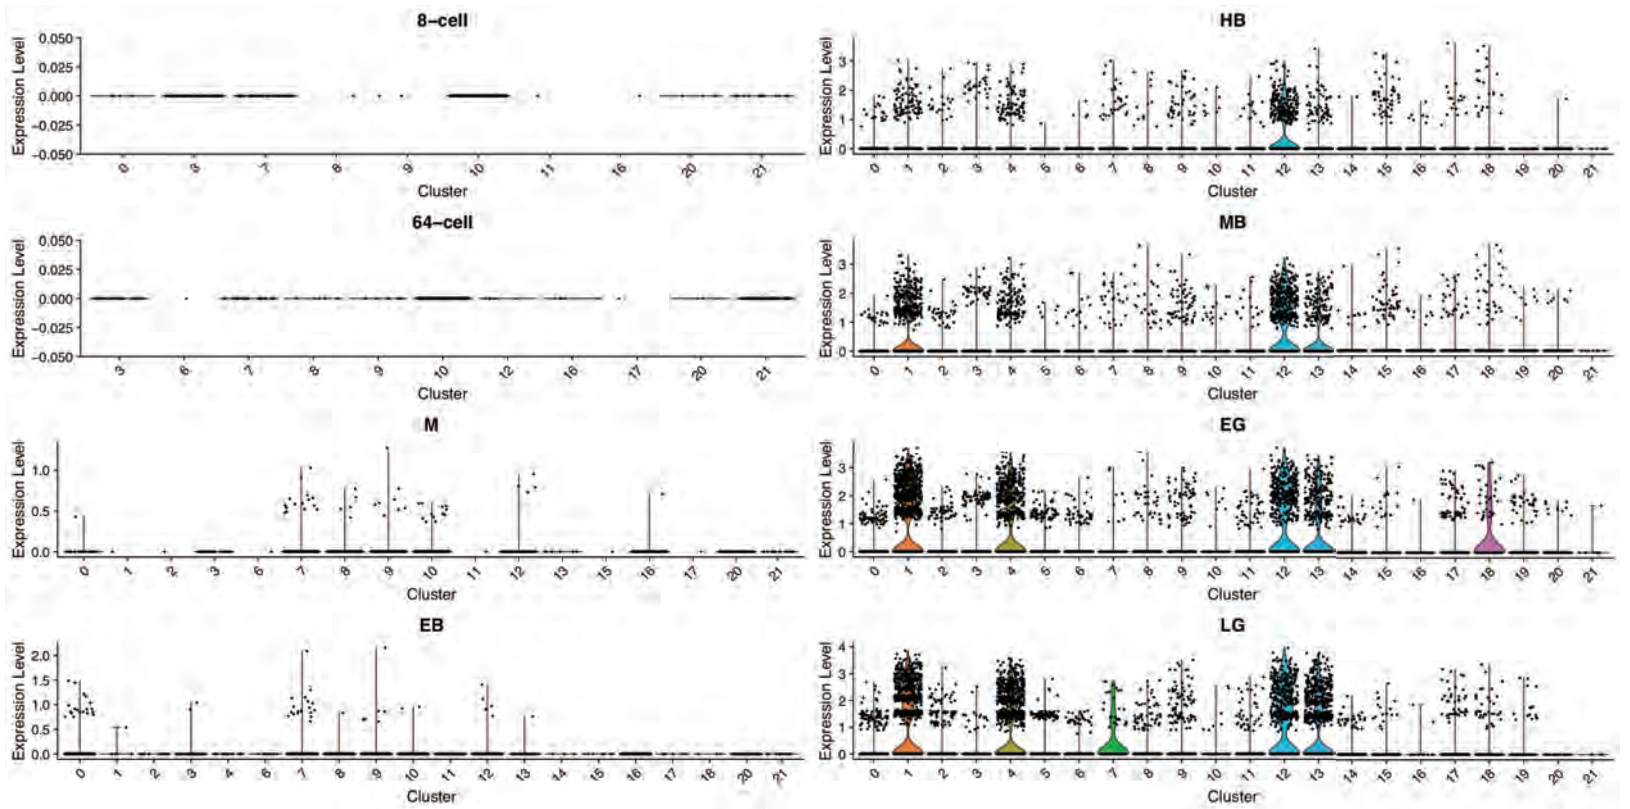 8-cell
Expression Level
0.050
0.025
0.000
−0.025
−0.050
0 3 7 8 9 10 11 16 20 21
Cluster
64-cell
Expression Level
0.050
0.025
0.000
−0.025
−0.050
3 6 7 8 9 10 12 16 17 20 21
Cluster
M
Expression Level
1.0
0.5
0.0
0 1 2 3 6 7 8 9 10 11 12 13 15 16 17 20 21
Cluster
EB
Expression Level
2.0
1.5
1.0
0.5
0.0
0 1 2 3 4 6 7 8 9 10 11 12 13 15 16 17 18 20 21
Cluster
HB
Expression Level
3
2
1
0
0 1 2 3 4 5 6 7 8 9 10 11 12 13 14 15 16 17 18 19 20 21
Cluster
MB
Expression Level
3
2
1
0
0 1 2 3 4 5 6 7 8 9 10 11 12 13 14 15 16 17 18 19 20 21
Cluster
EG
Expression Level
3
2
1
0
0 1 2 3 4 5 6 7 8 9 10 11 12 13 14 15 16 17 18 19 20 21
Cluster
LG
Expression Level
4
3
2
1
0
0 1 2 3 4 5 6 7 8 9 10 11 12 13 14 15 16 17 18 19 20 21
Cluster